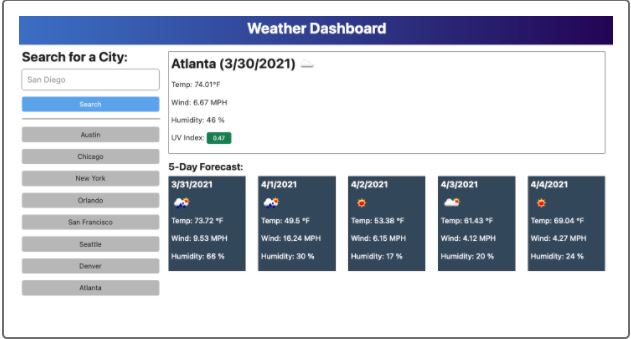 Weather Dashboard
Search for a City:
San Diego
Search
Austin
Chicago
New York
Orlando
San Francisco
Seattle
Denver
Atlanta
Atlanta (3/30/2021)
Temp: 74.01°F
Wind: 6.67 MPH
Humidity: 46 %
UV Index: 0.47
5-Day Forecast:
3/31/2021
Temp: 73.72 °F
Wind: 9.53 MPH
Humidity: 66 %
4/1/2021
Temp: 49.5 °F
Wind: 16.24 MPH
Humidity: 30 %
4/2/2021
Temp: 53.38 °F
Wind: 6.15 MPH
Humidity: 17 %
4/3/2021
Temp: 61.43 °F
Wind: 4.12 MPH
Humidity: 20 %
4/4/2021
Temp: 69.04 °F
Wind: 4.27 MPH
Humidity: 24 %